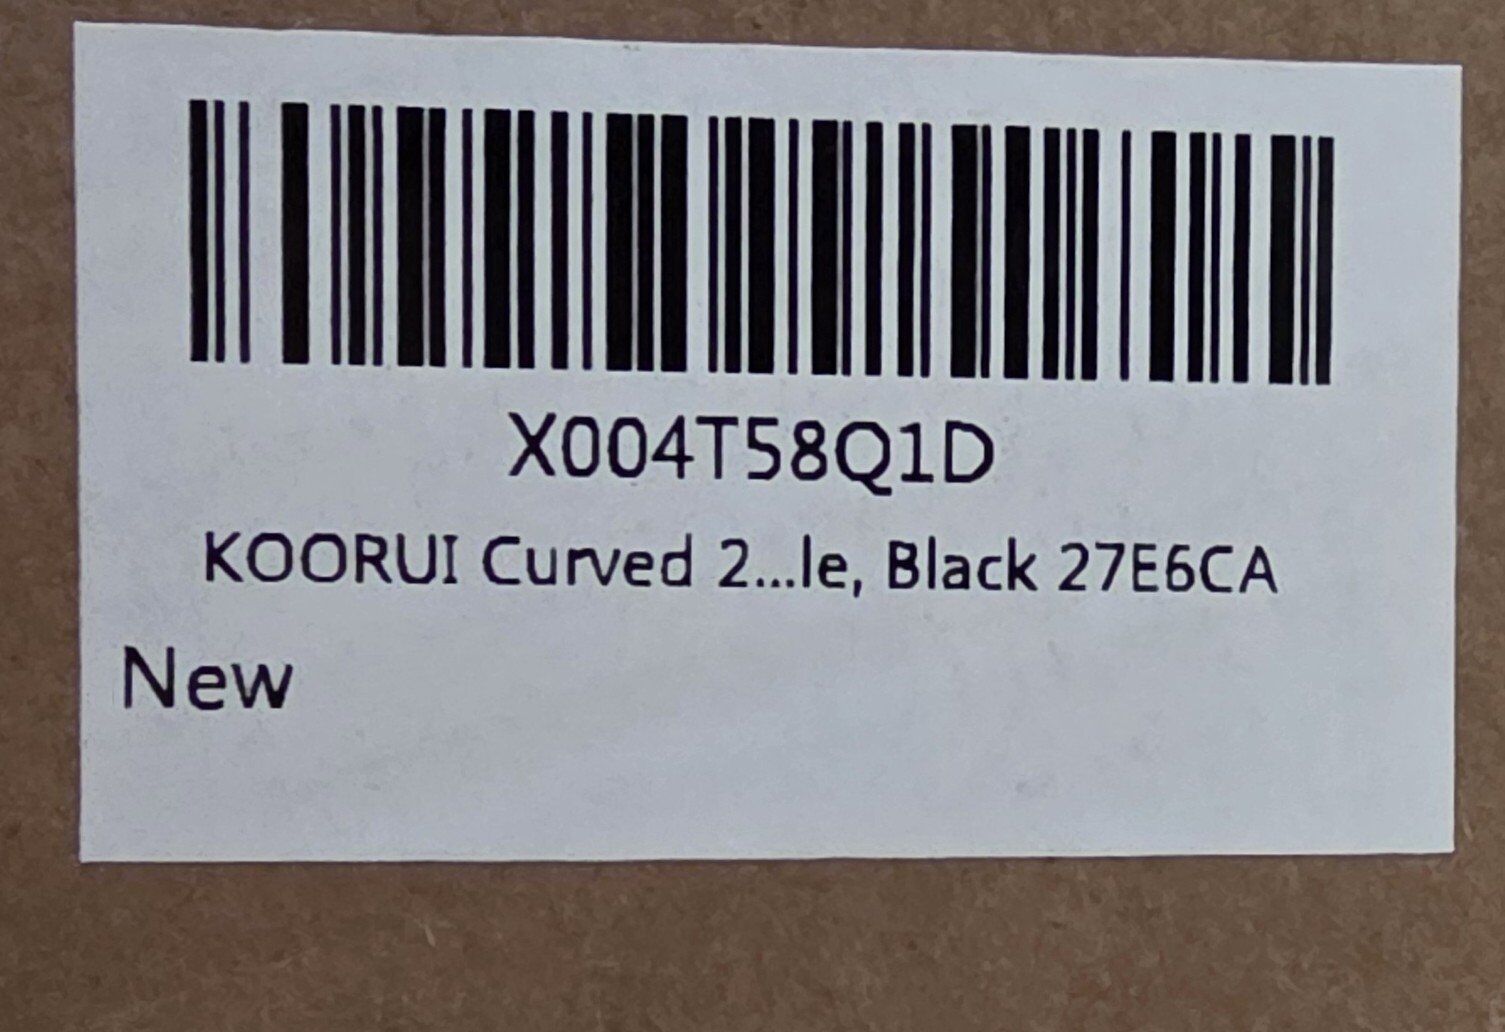 X004T58Q1D
KOORUI Curved 2...le, Black 27E6CA
New